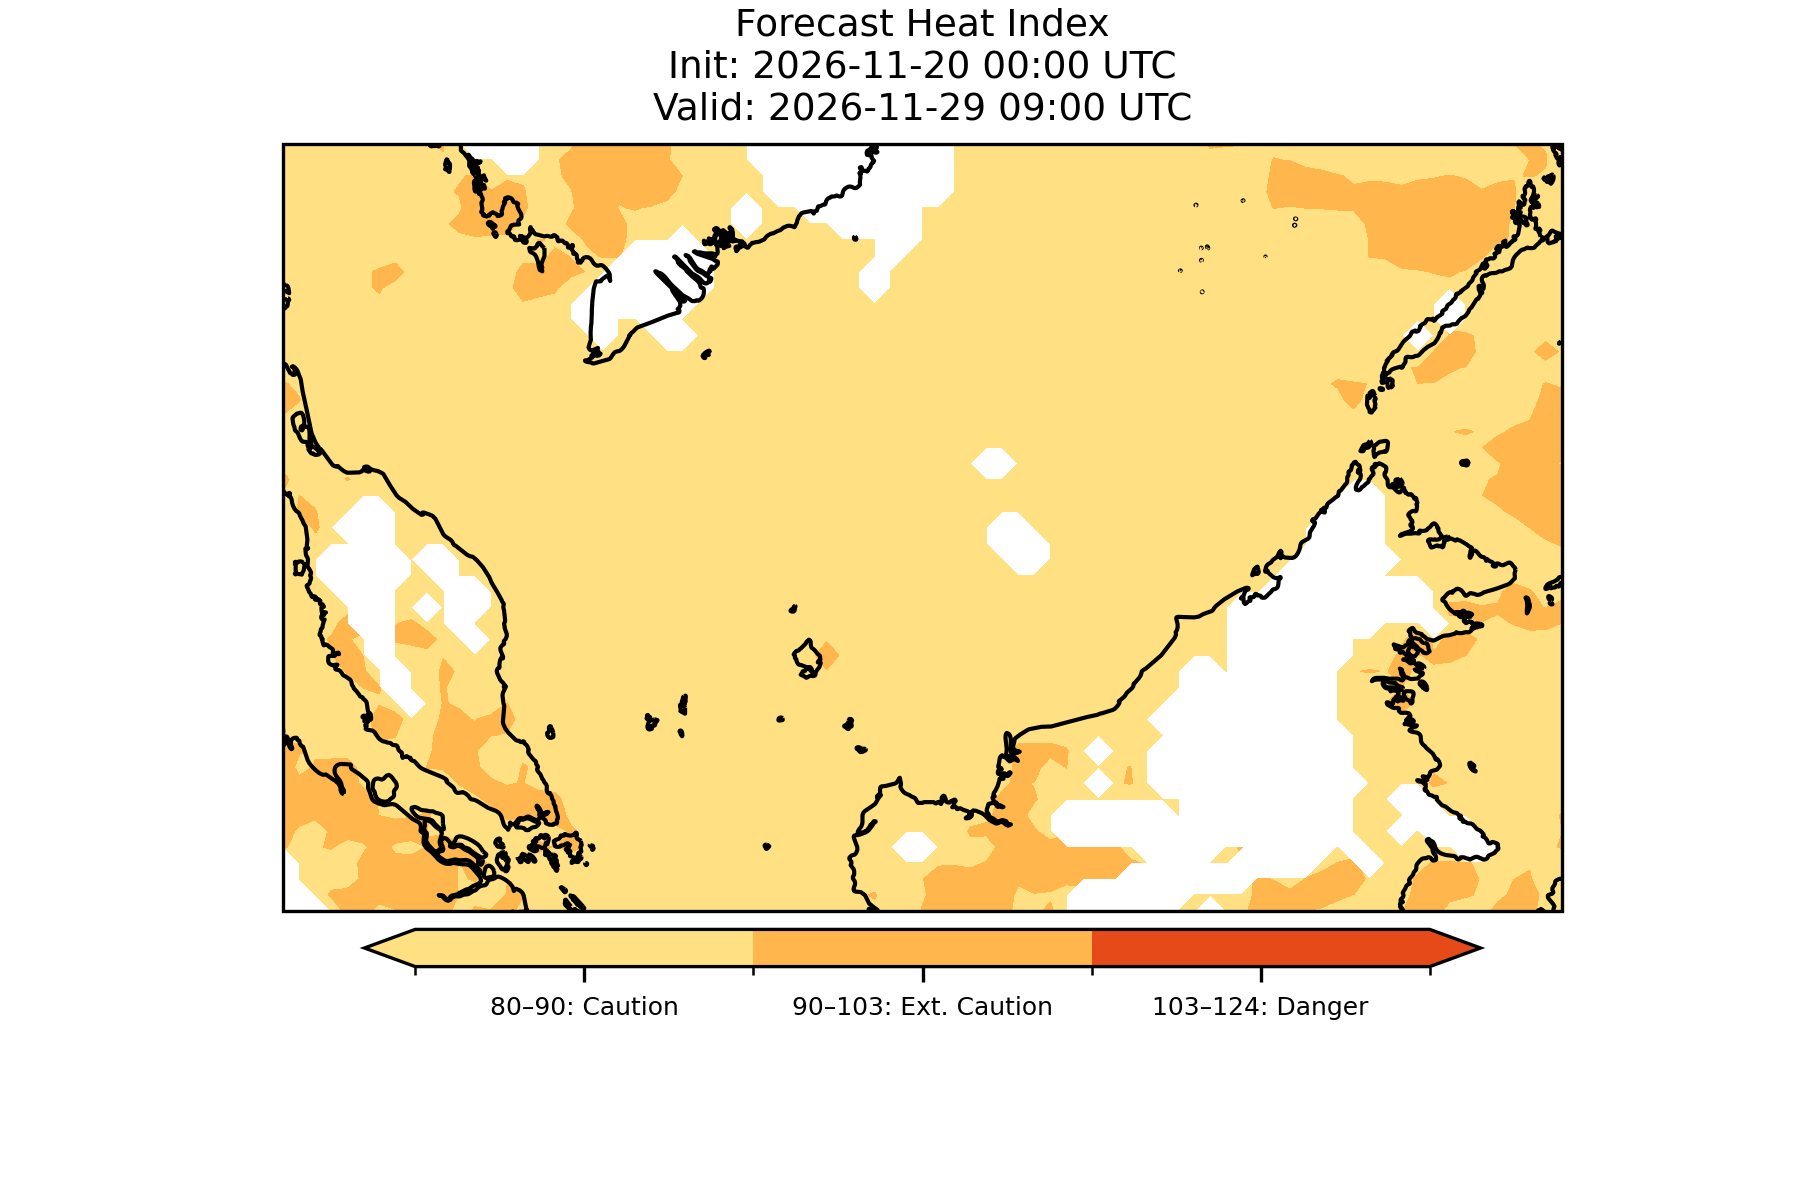 Forecast Heat Index
Init: 2026-11-20 00:00 UTC
Valid: 2026-11-29 09:00 UTC
80–90: Caution
90–103: Ext. Caution
103–124: Danger